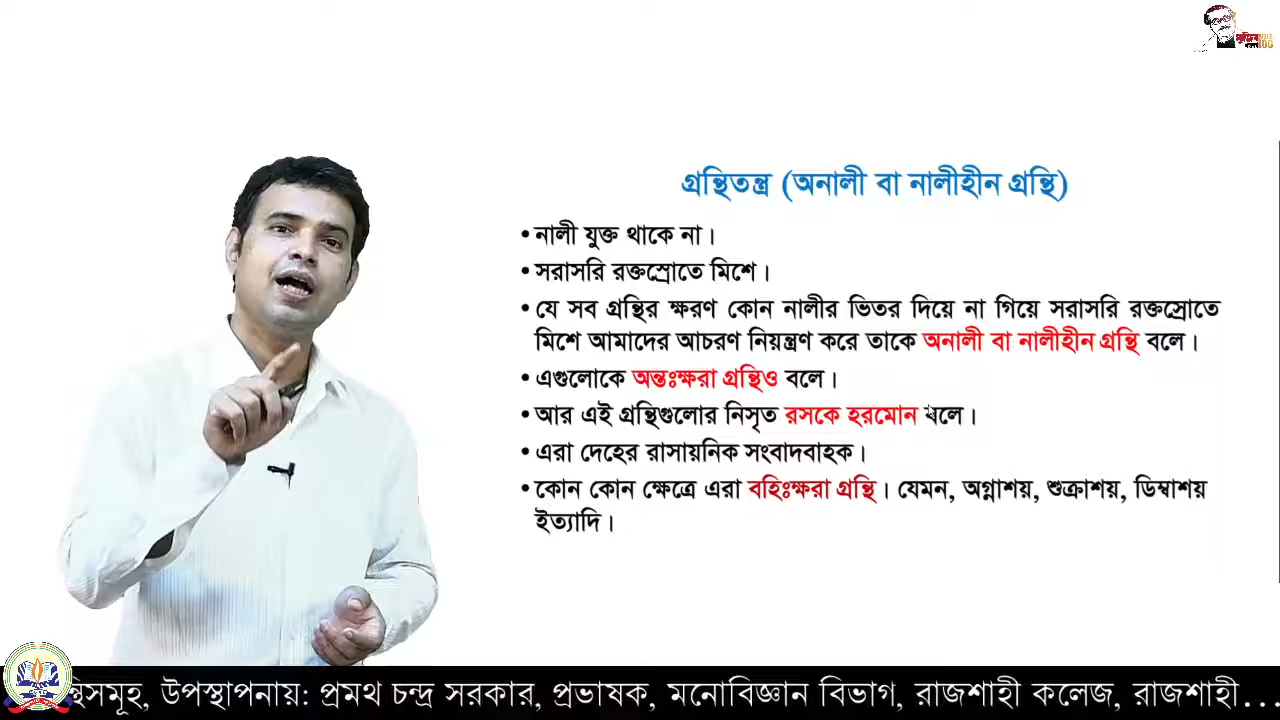 গ্রন্থিতন্ত্র (অনালী বা নালীহীন গ্রন্থি)
• নালী যুক্ত থাকে না।
• সরাসরি রক্তস্রোতে মিশে।
• যে সব গ্রন্থির ক্ষরণ কোন নালীর ভিতর দিয়ে না গিয়ে সরাসরি রক্তস্রোতে
মিশে আমাদের আচরণ নিয়ন্ত্রণ করে তাকে অনালী বা নালীহীন গ্রন্থি বলে।
• এগুলোকে অন্তঃক্ষরা গ্রন্থিও বলে।
• আর এই গ্রন্থিগুলোর নিসৃত রসকে হরমোন বলে।
• এরা দেহের রাসায়নিক সংবাদবাহক।
• কোন কোন ক্ষেত্রে এরা বহিঃক্ষরা গ্রন্থি। যেমন, অগ্নাশয়, শুক্রাশয়, ডিম্বাশয়
ইত্যাদি।
উপস্থাপনায়: প্রমথ চন্দ্র সরকার, প্রভাষক, মনোবিজ্ঞান বিভাগ, রাজশাহী কলেজ, রাজশাহী...